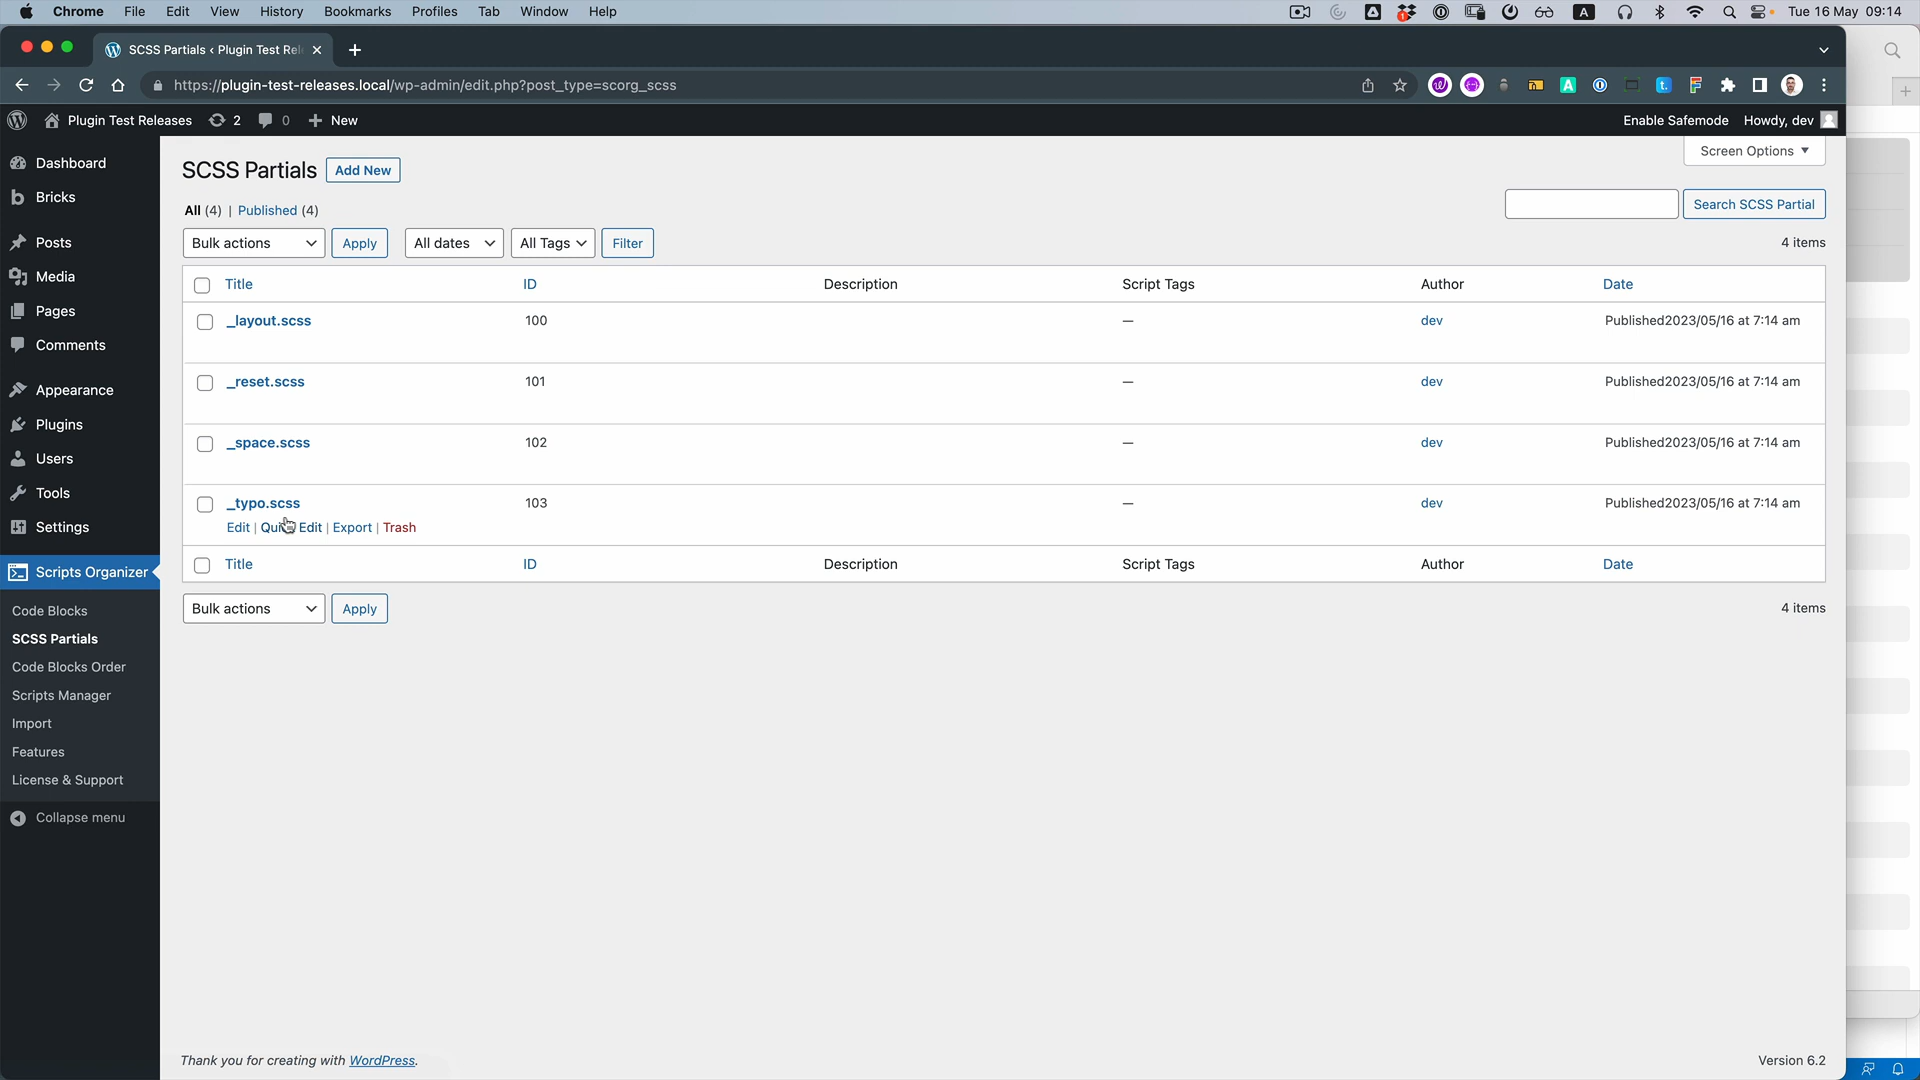 Chrome File Edit View History Bookmarks Profiles Tab Window Help A Tue 16 May 09:14
SCSS Partials ‹ Plugin Test Rel
https://plugin-test-releases.local/wp-admin/edit.php?post_type=scorg_scss
Plugin Test Releases 2 0 New Enable Safemode Howdy, dev
Dashboard
Bricks
Posts
Media
Pages
Comments
Appearance
Plugins
Users
Tools
Settings
Scripts Organizer
Code Blocks
SCSS Partials
Code Blocks Order
Scripts Manager
Import
Features
License & Support
Collapse menu
Screen Options
SCSS Partials Add New
All (4) | Published (4)
Search SCSS Partial
Bulk actions Apply All dates All Tags Filter 4 items
Title ID Description Script Tags Author Date
_layout.scss 100 — dev Published2023/05/16 at 7:14 am
_reset.scss 101 — dev Published2023/05/16 at 7:14 am
_space.scss 102 — dev Published2023/05/16 at 7:14 am
_typo.scss 103 — dev Published2023/05/16 at 7:14 am
Edit | Quick Edit | Export | Trash
Title ID Description Script Tags Author Date
Bulk actions Apply 4 items
Thank you for creating with WordPress. Version 6.2